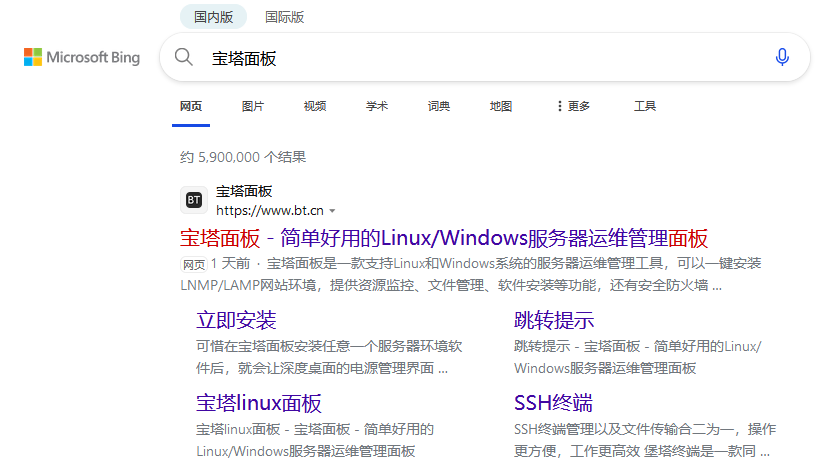 国内版 国际版
Microsoft Bing
宝塔面板
网页 图片 视频 学术 词典 地图 更多 工具
约 5,900,000 个结果
BT
宝塔面板
https://www.bt.cn
宝塔面板 - 简单好用的Linux/Windows服务器运维管理面板
网页 1 天前 · 宝塔面板是一款支持Linux和Windows系统的服务器运维管理工具，可以一键安装
LNMP/LAMP网站环境，提供资源监控、文件管理、软件安装等功能，还有安全防火墙 ...
立即安装
可惜在宝塔面板安装任意一个服务器环境软
件后，就会让深度桌面的电源管理界面 ...
跳转提示
跳转提示 - 宝塔面板 - 简单好用的Linux/
Windows服务器运维管理面板
宝塔linux面板
宝塔linux面板 - 宝塔面板 - 简单好用的
Linux/Windows服务器运维管理面板
SSH终端
SSH终端管理以及文件传输合二为一，操作
更方便，工作更高效 堡塔终端是一款同 ...